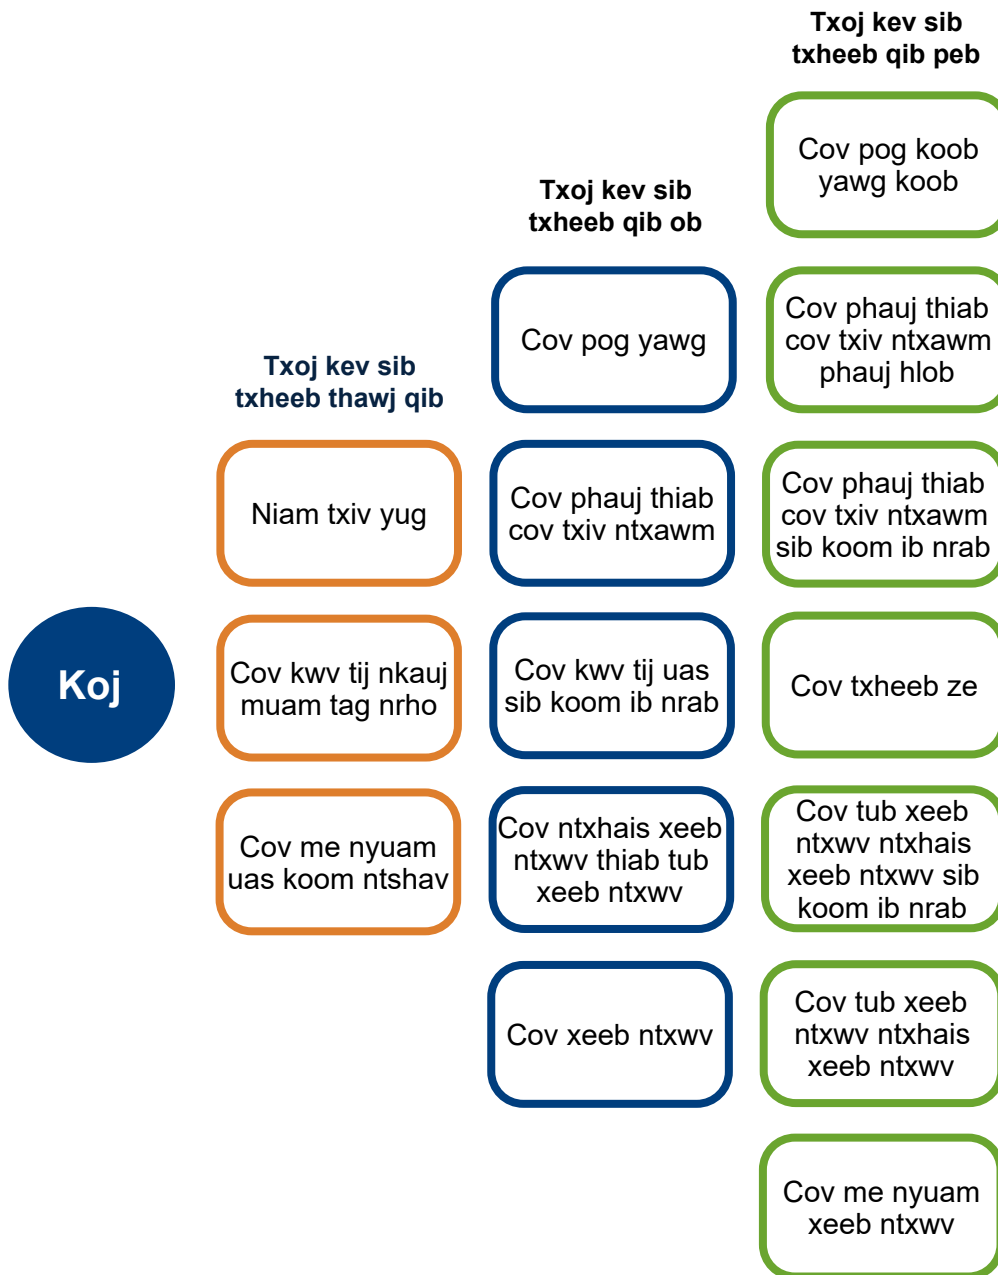 Koj
Txoj kev sib
txheeb thawj qib
Niam txiv yug
Cov kwv tij nkauj
muam tag nrho
Cov me nyuam
uas koom ntshav
Txoj kev sib
txheeb qib ob
Cov pog yawg
Cov phauj thiab
cov txiv ntxawm
Cov kwv tij uas
sib koom ib nrab
Cov ntxhais xeeb
ntxwv thiab tub
xeeb ntxwv
Cov xeeb ntxwv
Txoj kev sib
txheeb qib peb
Cov pog koob
yawg koob
Cov phauj thiab
cov txiv ntxawm
phauj hlob
Cov phauj thiab
cov txiv ntxawm
sib koom ib nrab
Cov txheeb ze
Cov tub xeeb
ntxwv ntxhais
xeeb ntxwv sib
koom ib nrab
Cov tub xeeb
ntxwv ntxhais
xeeb ntxwv
Cov me nyuam
xeeb ntxwv